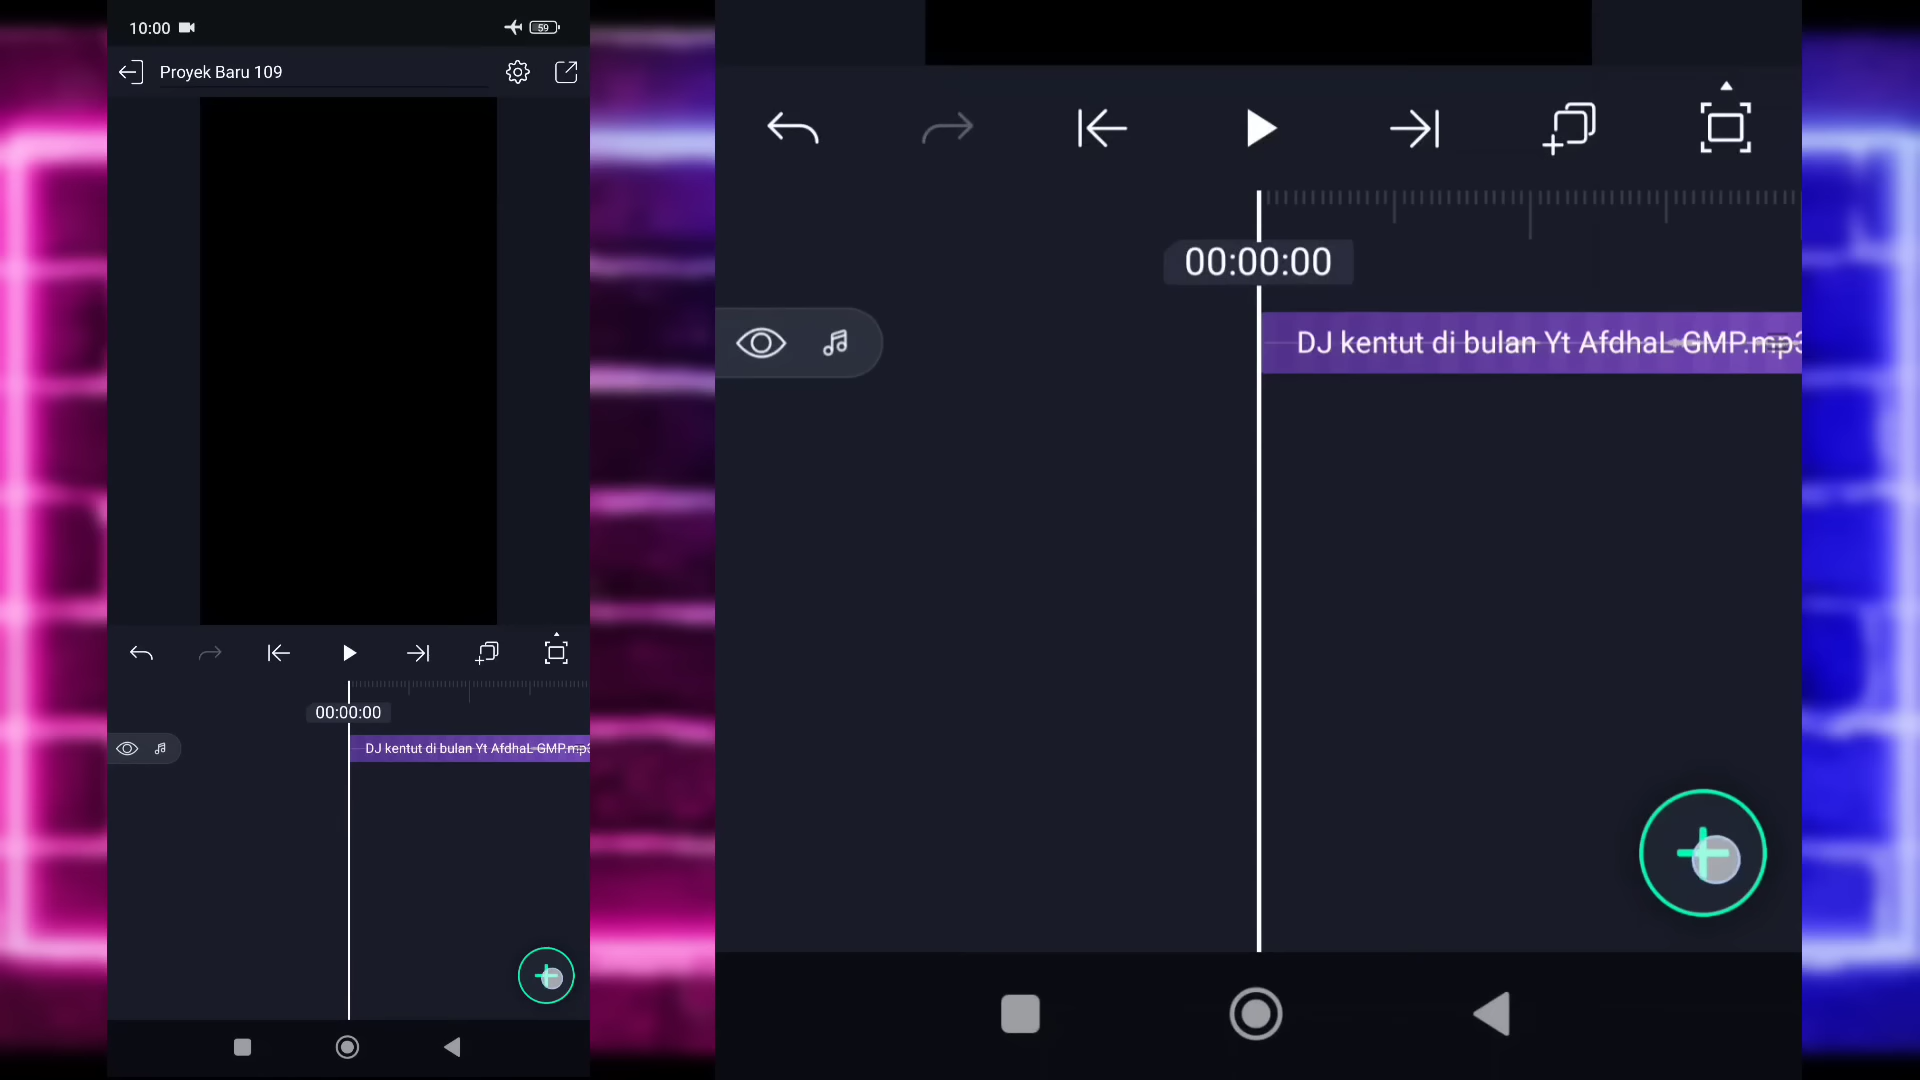 10:00
59
Proyek Baru 109
00:00:00
DJ kentut di bulan Yt AfdhaL GMP.mp3
00:00:00
DJ kentut di bulan Yt AfdhaL GMP.mp3